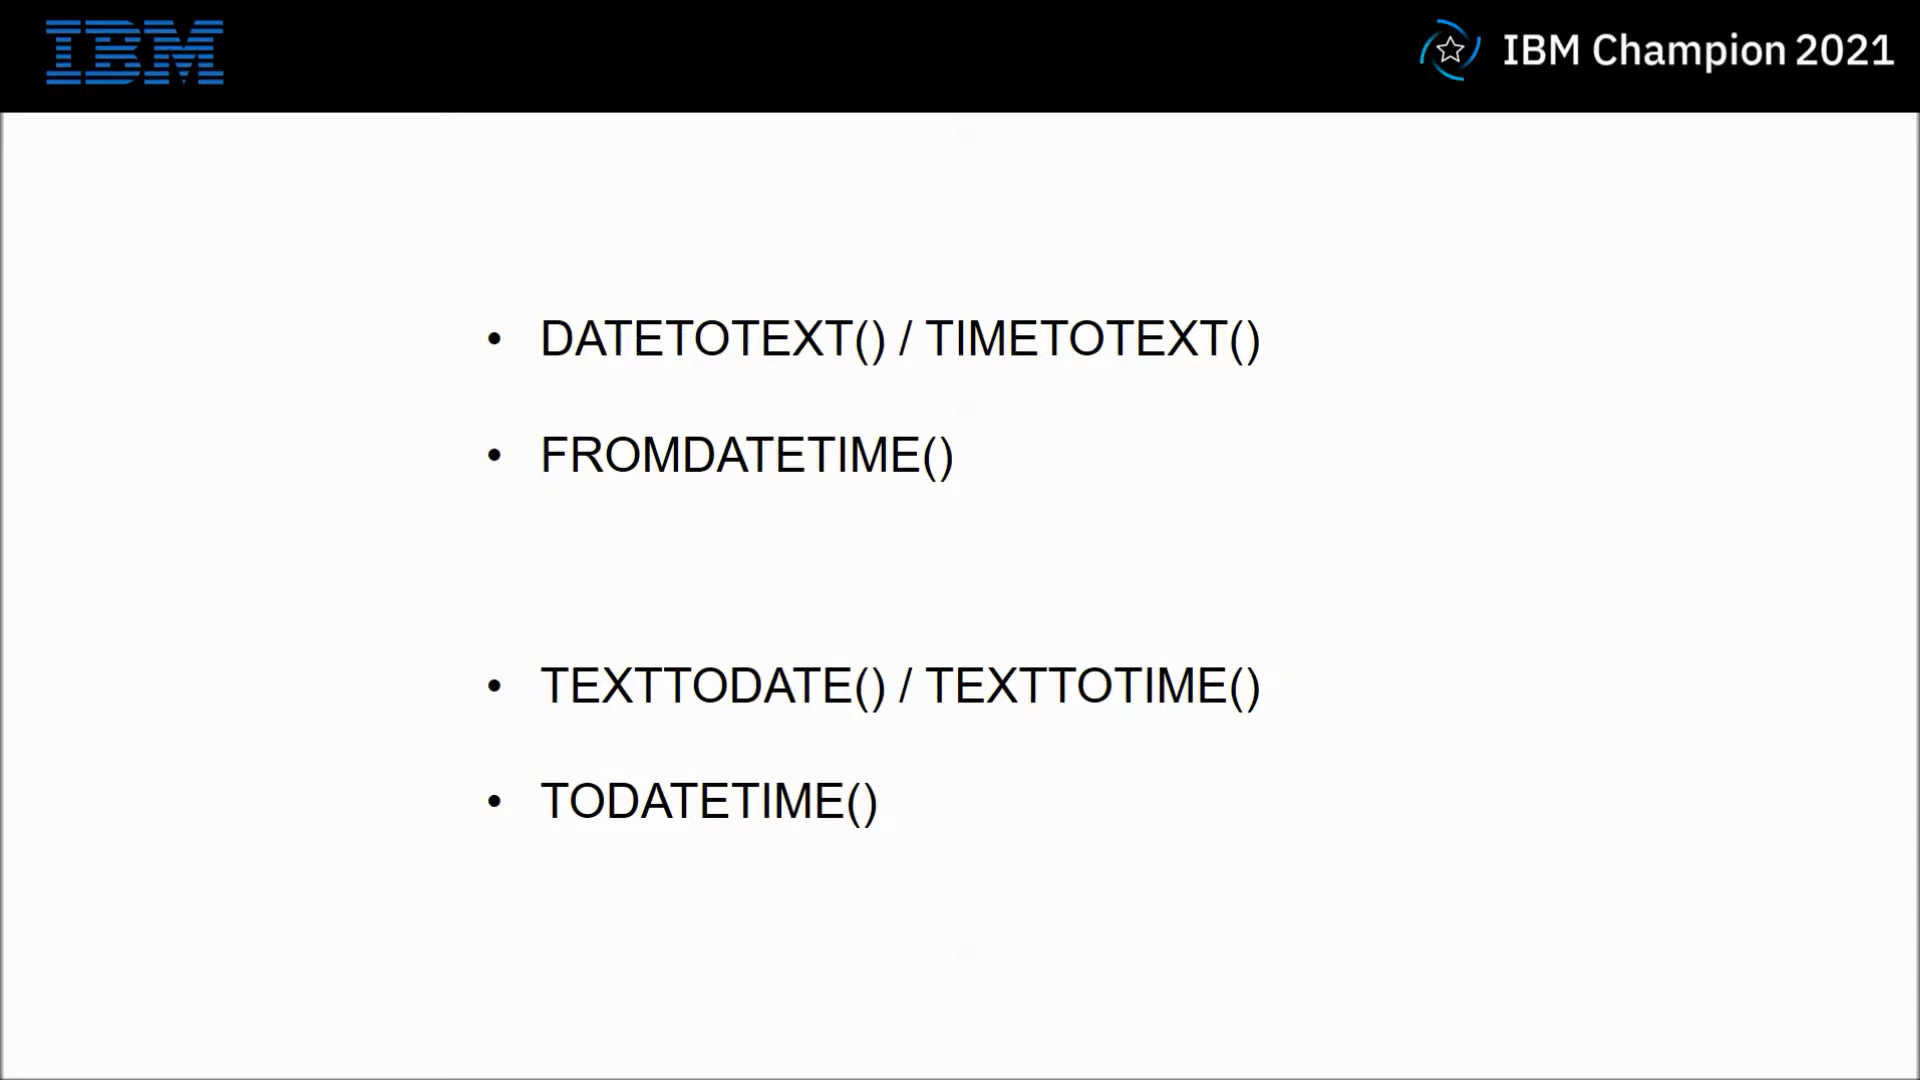 IBM
IBM Champion 2021
• DATETOTEXT() / TIMETOTEXT()
• FROMDATETIME()
• TEXTTODATE() / TEXTTOTIME()
• TODATETIME()